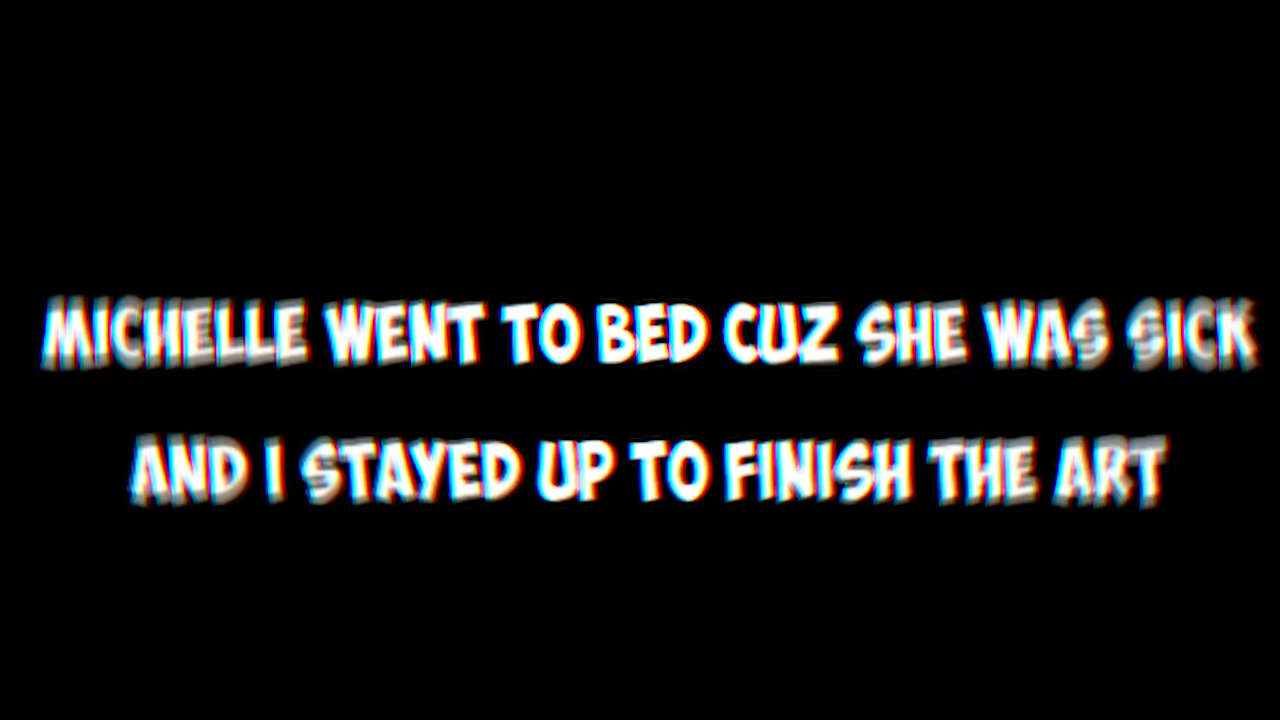 MICHELLE WENT TO BED CUZ SHE WAS SICK
AND I STAYED UP TO FINISH THE ART